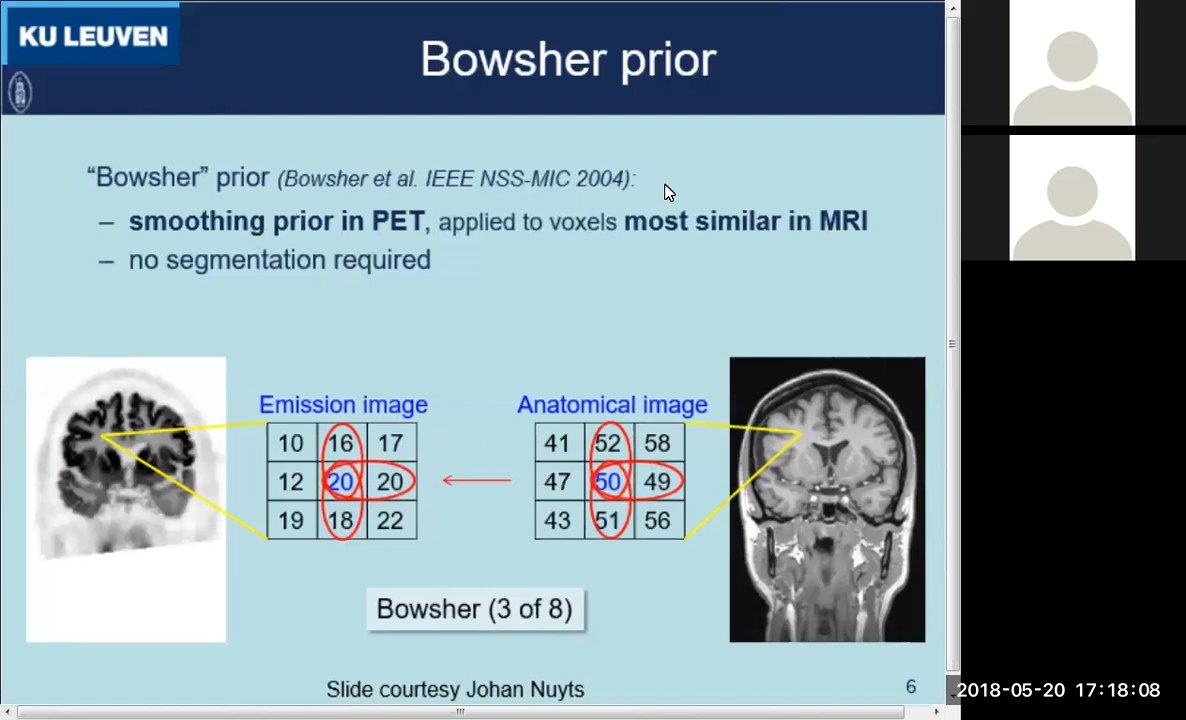 KU LEUVEN
Bowsher prior
“Bowsher” prior (Bowsher et al. IEEE NSS-MIC 2004):
– smoothing prior in PET, applied to voxels most similar in MRI
– no segmentation required
Emission image
10 16 17
12 20 20
19 18 22
Anatomical image
41 52 58
47 50 49
43 51 56
Bowsher (3 of 8)
Slide courtesy Johan Nuyts
6
2018-05-20 17:18:08